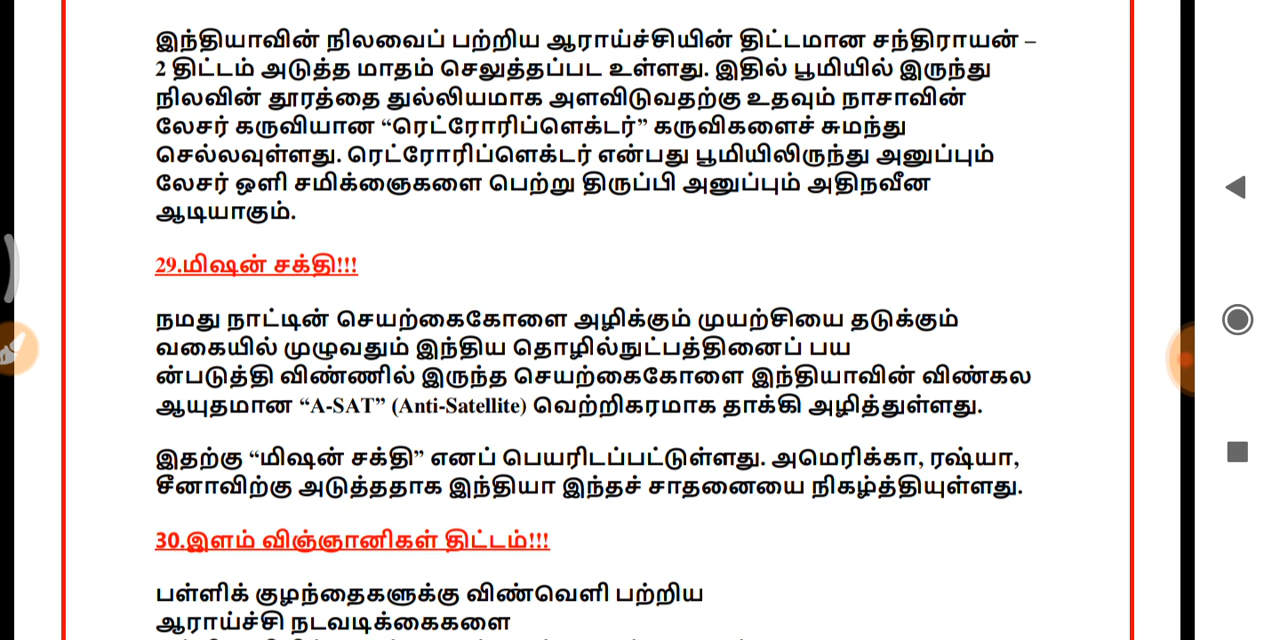 இந்தியாவின் நிலவைப் பற்றிய ஆராய்ச்சியின் திட்டமான சந்திராயன் –
2 திட்டம் அடுத்த மாதம் செலுத்தப்பட உள்ளது. இதில் பூமியில் இருந்து
நிலவின் தூரத்தை துல்லியமாக அளவிடுவதற்கு உதவும் நாசாவின்
லேசர் கருவியான “ரெட்ரோரிப்ளெக்டர்” கருவிகளைச் சுமந்து
செல்லவுள்ளது. ரெட்ரோரிப்ளெக்டர் என்பது பூமியிலிருந்து அனுப்பும்
லேசர் ஒளி சமிக்ஞைகளை பெற்று திருப்பி அனுப்பும் அதிநவீன
ஆடியாகும்.
29.மிஷன் சக்தி!!!
நமது நாட்டின் செயற்கைகோளை அழிக்கும் முயற்சியை தடுக்கும்
வகையில் முழுவதும் இந்திய தொழில்நுட்பத்தினைப் பய
ன்படுத்தி விண்ணில் இருந்த செயற்கைகோளை இந்தியாவின் விண்கல
ஆயுதமான “A-SAT” (Anti-Satellite) வெற்றிகரமாக தாக்கி அழித்துள்ளது.
இதற்கு “மிஷன் சக்தி” எனப் பெயரிடப்பட்டுள்ளது. அமெரிக்கா, ரஷ்யா,
சீனாவிற்கு அடுத்ததாக இந்தியா இந்தச் சாதனையை நிகழ்த்தியுள்ளது.
30.இளம் விஞ்ஞானிகள் திட்டம்!!!
பள்ளிக் குழந்தைகளுக்கு விண்வெளி பற்றிய
ஆராய்ச்சி நடவடிக்கைகளை